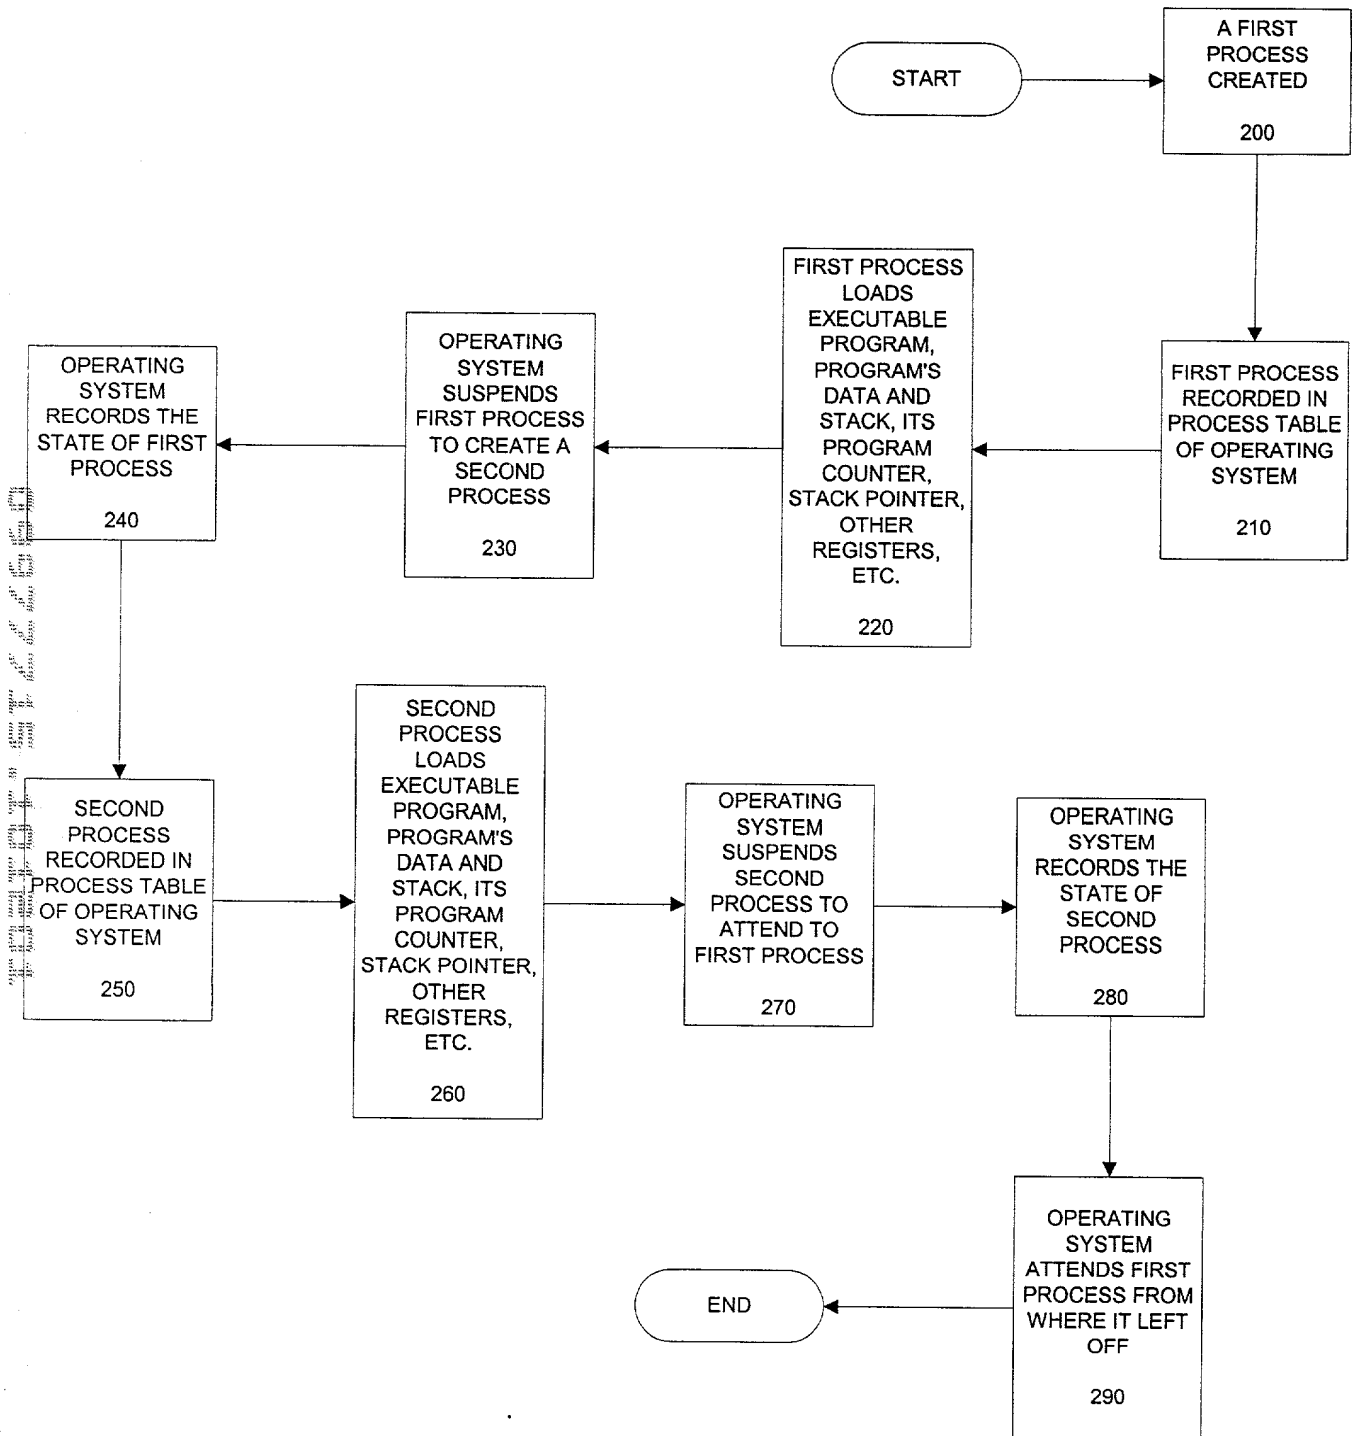 START
A FIRST
PROCESS
CREATED
200
FIRST PROCESS
RECORDED IN
PROCESS TABLE
OF OPERATING
SYSTEM
210
FIRST PROCESS
LOADS
EXECUTABLE
PROGRAM,
PROGRAM'S
DATA AND
STACK, ITS
PROGRAM
COUNTER,
STACK POINTER,
OTHER
REGISTERS,
ETC.
220
OPERATING
SYSTEM
SUSPENDS
FIRST PROCESS
TO CREATE A
SECOND
PROCESS
230
OPERATING
SYSTEM
RECORDS THE
STATE OF FIRST
PROCESS
240
SECOND
PROCESS
RECORDED IN
PROCESS TABLE
OF OPERATING
SYSTEM
250
SECOND
PROCESS
LOADS
EXECUTABLE
PROGRAM,
PROGRAM'S
DATA AND
STACK, ITS
PROGRAM
COUNTER,
STACK POINTER,
OTHER
REGISTERS,
ETC.
260
OPERATING
SYSTEM
SUSPENDS
SECOND
PROCESS TO
ATTEND TO
FIRST PROCESS
270
OPERATING
SYSTEM
RECORDS THE
STATE OF
SECOND
PROCESS
280
OPERATING
SYSTEM
ATTENDS FIRST
PROCESS FROM
WHERE IT LEFT
OFF
290
END